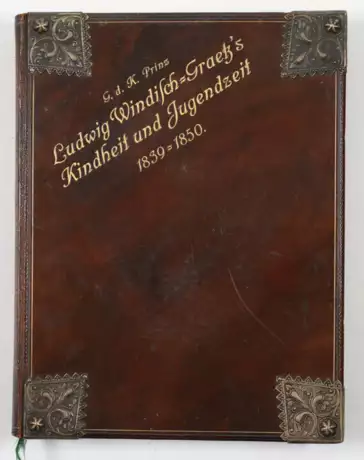 G. d. K. Prinz
Ludwig Windiſch=Graetz's
Kindheit und Jugendzeit
1839=1850.